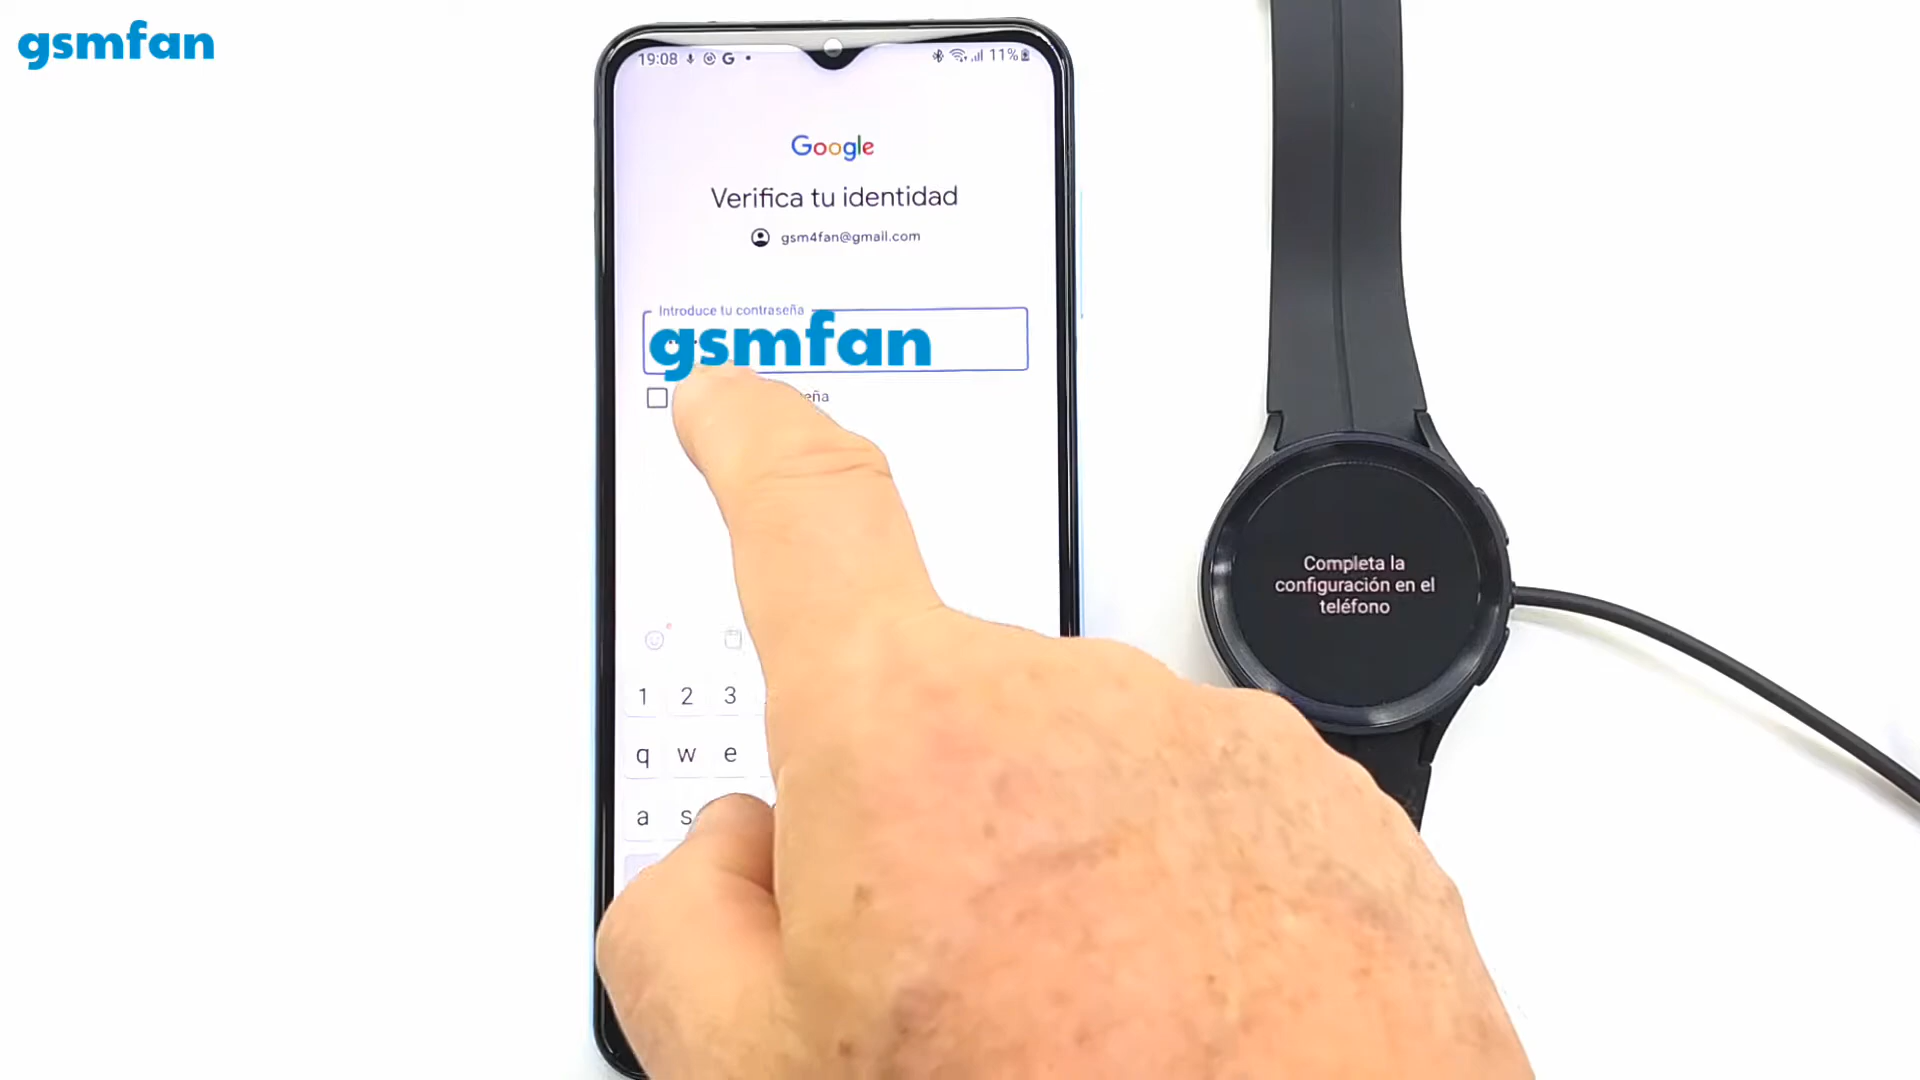 gsmfan
19:08 G 11%
Google
Verifica tu identidad
gsm4fan@gmail.com
Introduce tu contraseña
gsmfan
1 2 3
q w e
a s
Completa la
configuración en el
teléfono